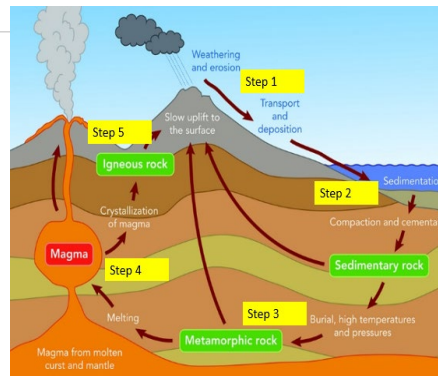 Weathering
and erosion
Step 1
Transport
and
deposition
Step 5
Slow uplift to
the surface
Igneous rock
Step 2
Sedimentatio
Crystallization
of magma
Compaction and cementa
Magma
Step 4
Sedimentary rock
Step 3
Burial, high temperatures
and pressures
Melting
Metamorphic rock
Magma from molten
curst and mantle